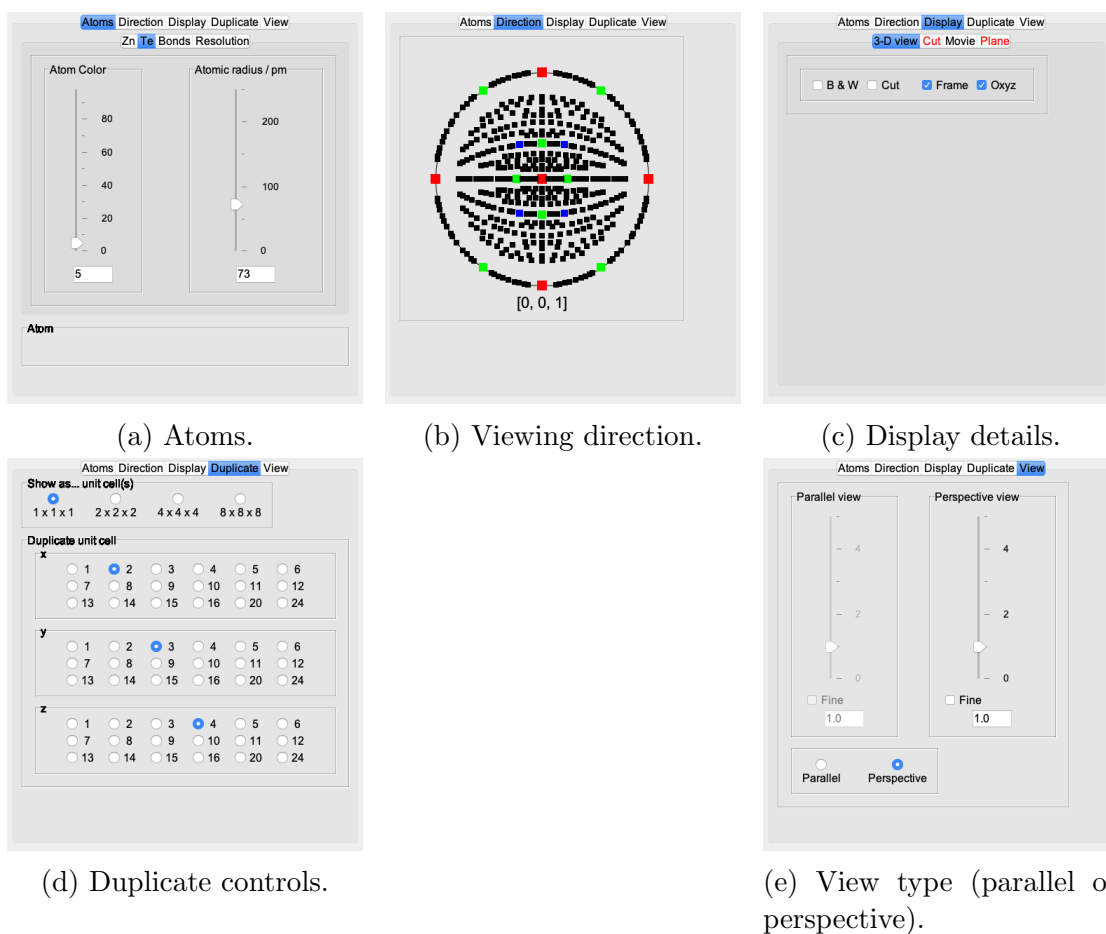 Atoms Direction Display Duplicate View
Zn Te Bonds Resolution
Atom Color
80
60
40
20
0
5
Atomic radius / pm
200
100
0
73
Atom
(a) Atoms.
Atoms Direction Display Duplicate View
[0, 0, 1]
(b) Viewing direction.
Atoms Direction Display Duplicate View
3-D view Cut Movie Plane
B & W Cut Frame Oxyz
(c) Display details.
Atoms Direction Display Duplicate View
Show as... unit cell(s)
1 x 1 x 1 2 x 2 x 2 4 x 4 x 4 8 x 8 x 8
Duplicate unit cell
x
1 2 3 4 5 6
7 8 9 10 11 12
13 14 15 16 20 24
y
1 2 3 4 5 6
7 8 9 10 11 12
13 14 15 16 20 24
z
1 2 3 4 5 6
7 8 9 10 11 12
13 14 15 16 20 24
(d) Duplicate controls.
Atoms Direction Display Duplicate View
Parallel view
4
2
0
Fine
1.0
Perspective view
4
2
0
Fine
1.0
Parallel Perspective
(e) View type (parallel o
perspective).